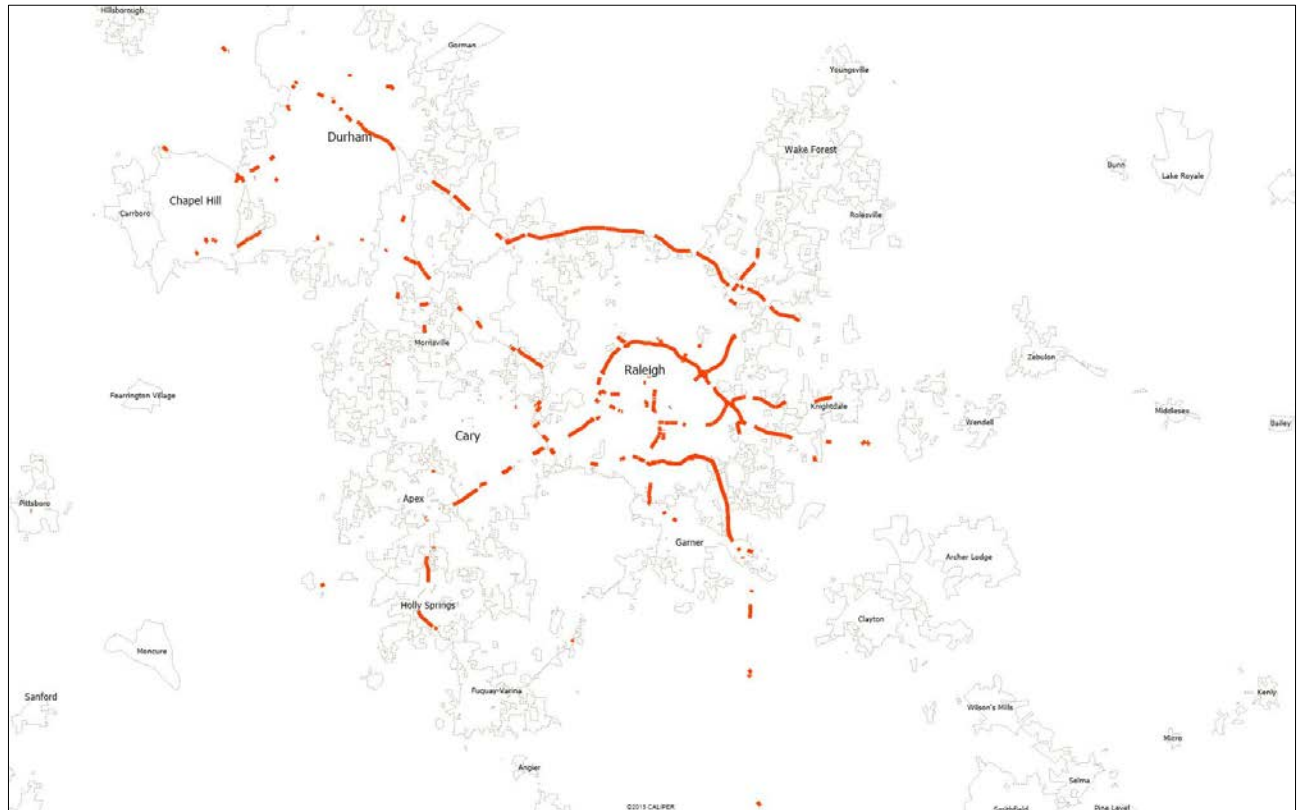 Hillsborough
Gorman
Youngsville
Durham
Wake Forest
Bunn
Lake Royale
Chapel Hill
Carrboro
Rolesville
Morrisville
Raleigh
Zebulon
Fearrington Village
Knightdale
Middlesex
Wendell
Bailey
Cary
Apex
Pittsboro
Garner
Archer Lodge
Holly Springs
Clayton
Moncure
Sanford
Fuquay-Varina
Kenly
Wilson's Mills
Micro
Angier
Selma
©2015 CALIPER
Smithfield
Pine Level